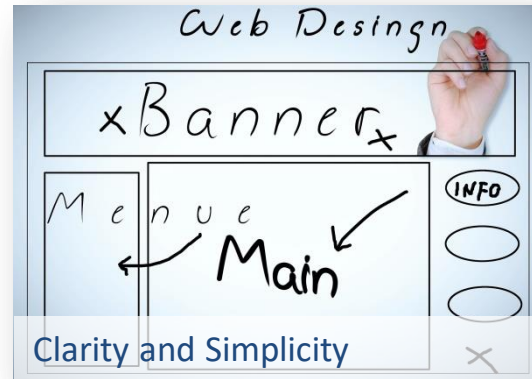 Web Desingn
xBannerx
INFO
Menue
Main
Clarity and Simplicity
x